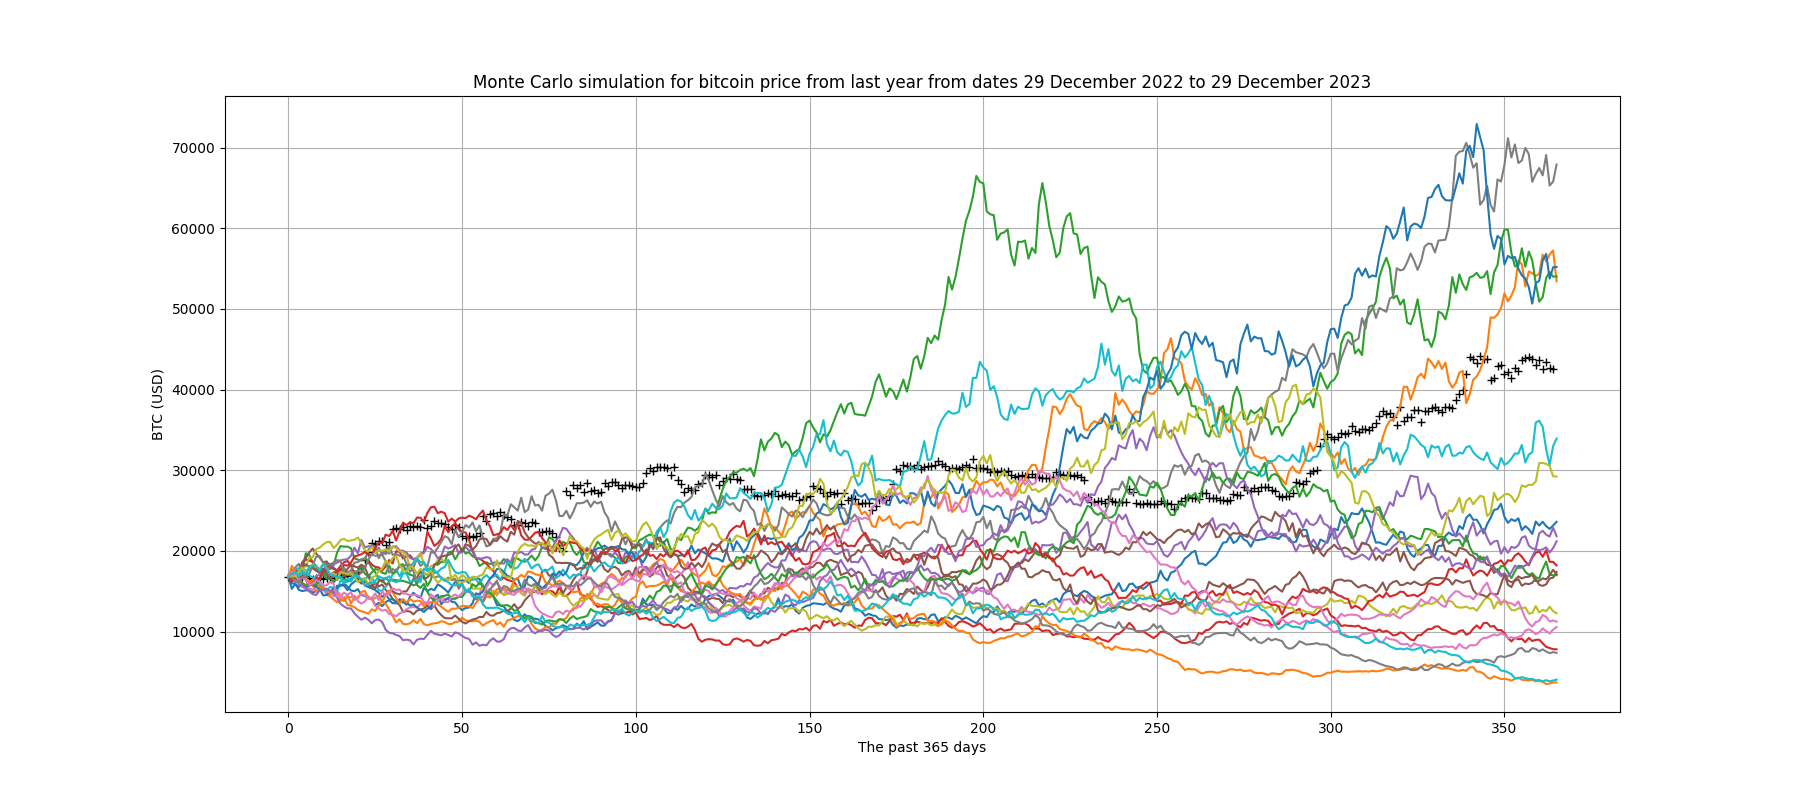 Monte Carlo simulation for bitcoin price from last year from dates 29 December 2022 to 29 December 2023
70000
60000
50000
40000
30000
20000
10000
BTC (USD)
0 50 100 150 200 250 300 350
The past 365 days